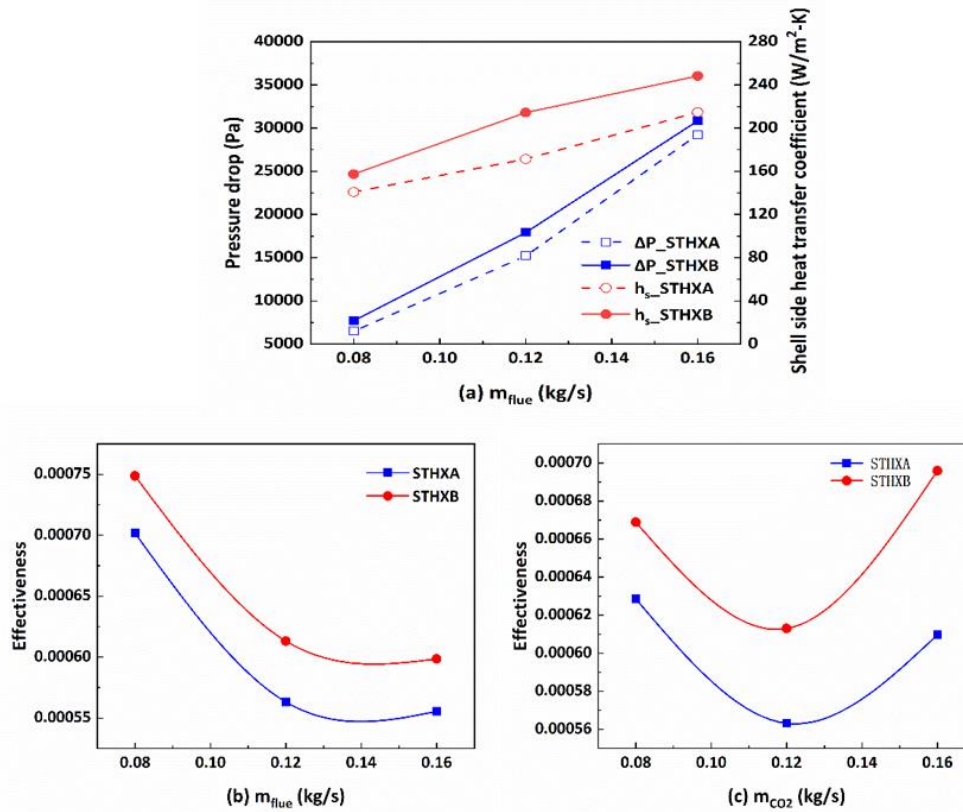 40000
35000
30000
25000
20000
15000
10000
5000
Pressure drop (Pa)
280
240
200
160
120
80
40
0
Shell side heat transfer coefficient (W/m²-K)
ΔP_STHXA
ΔP_STHXB
hₛ_STHXA
hₛ_STHXB
0.08 0.10 0.12 0.14 0.16
(a) m_flue (kg/s)
0.00075
0.00070
0.00065
0.00060
0.00055
Effectiveness
STHXA
STHXB
0.08 0.10 0.12 0.14 0.16
(b) m_flue (kg/s)
0.00070
0.00068
0.00066
0.00064
0.00062
0.00060
0.00058
0.00056
Effectiveness
STHXA
STHXB
0.08 0.10 0.12 0.14 0.16
(c) m_CO2 (kg/s)